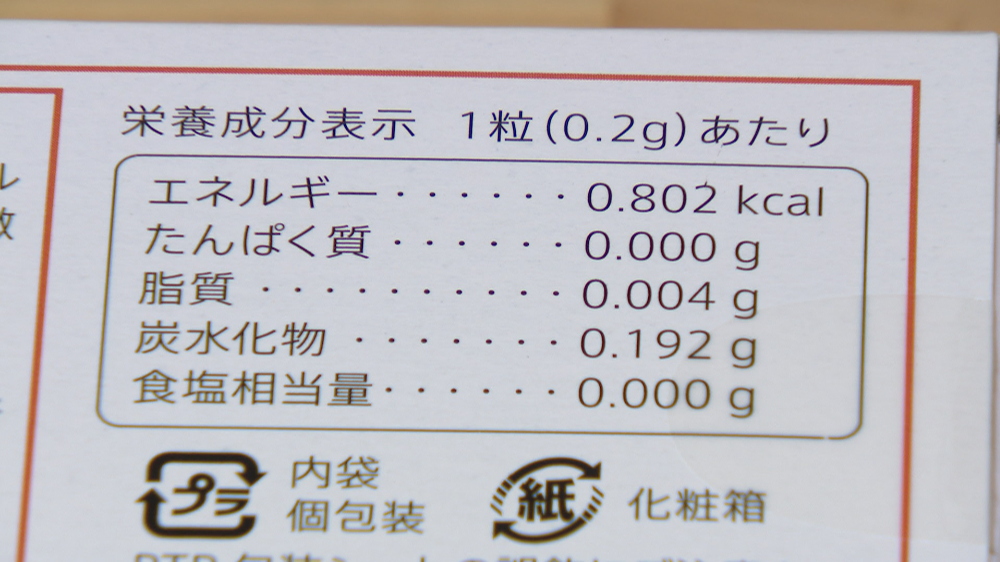 栄養成分表示 1粒(0.2g)あたり
エネルギー・・・・・・0.802 kcal
たんぱく質・・・・・・0.000 g
脂質・・・・・・・・・・0.004 g
炭水化物・・・・・・・0.192 g
食塩相当量・・・・・・0.000 g
プラ 内袋
個包装
紙 化粧箱